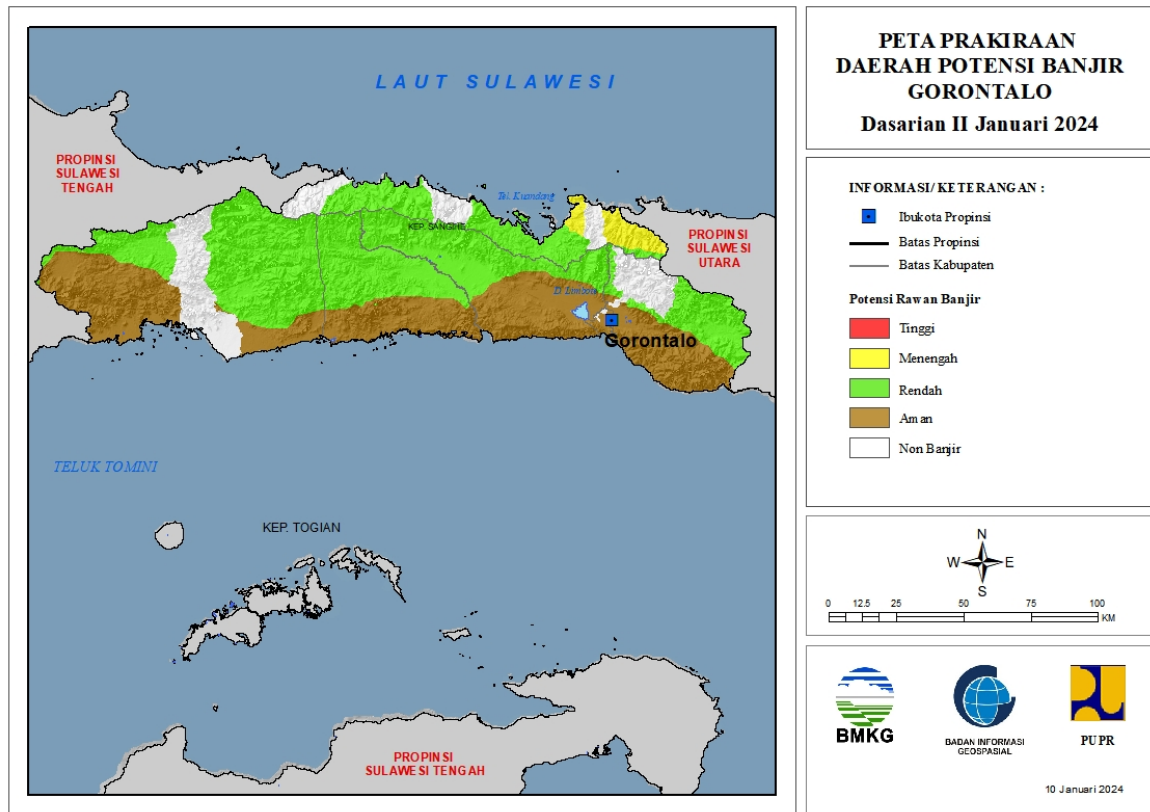 LAUT SULAWESI
PROPINSI
SULAWESI
TENGAH
Tel. Kuandang
KEP. SANGIHE
PROPINSI
SULAWESI
UTARA
D. Limboto
Gorontalo
TELUK TOMINI
KEP. TOGIAN
PROPINSI
SULAWESI TENGAH
PETA PRAKIRAAN
DAERAH POTENSI BANJIR
GORONTALO
Dasarian II Januari 2024
INFORMASI/ KETERANGAN :
Ibukota Propinsi
Batas Propinsi
Batas Kabupaten
Potensi Rawan Banjir
Tinggi
Menengah
Rendah
Aman
Non Banjir
N
W E
S
0 12.5 25 50 75 100
KM
BMKG
BADAN INFORMASI
GEOSPASIAL
PUPR
10 Januari 2024